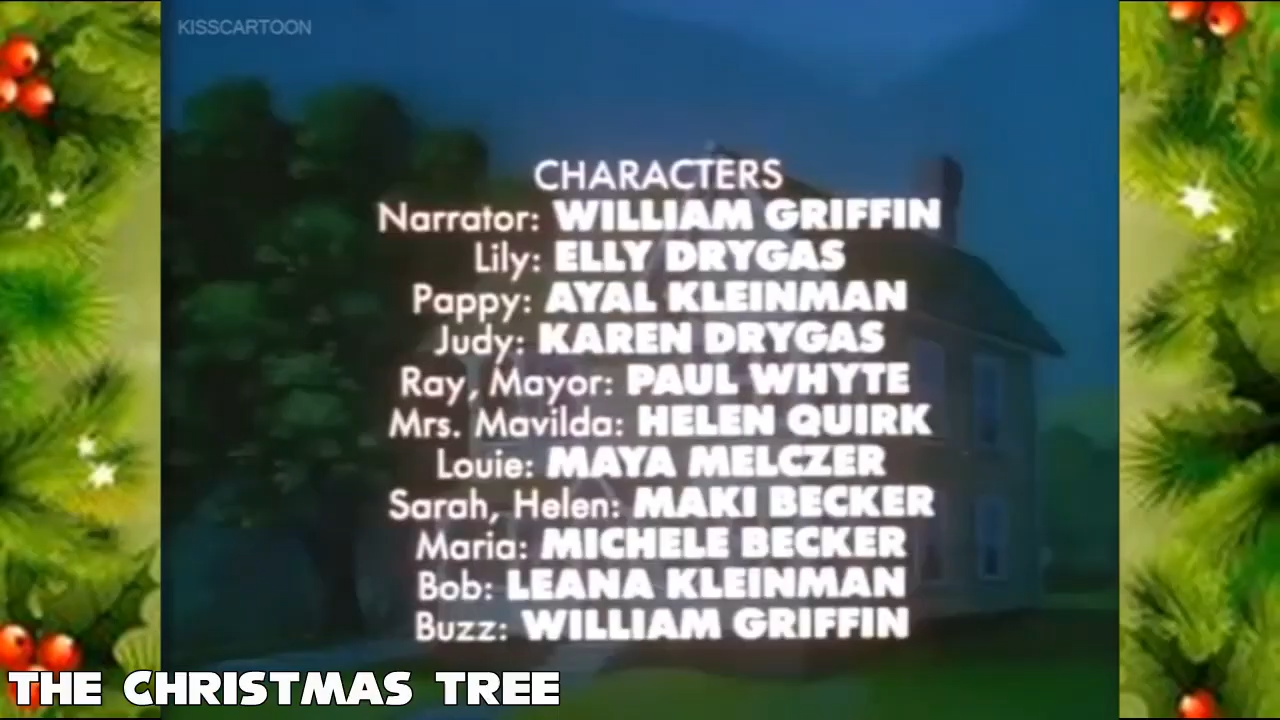 KISSCARTOON
CHARACTERS
Narrator: WILLIAM GRIFFIN
Lily: ELLY DRYGAS
Pappy: AYAL KLEINMAN
Judy: KAREN DRYGAS
Ray, Mayor: PAUL WHYTE
Mrs. Mavilda: HELEN QUIRK
Louie: MAYA MELCZER
Sarah, Helen: MAKI BECKER
Maria: MICHELE BECKER
Bob: LEANA KLEINMAN
Buzz: WILLIAM GRIFFIN
THE CHRISTMAS TREE